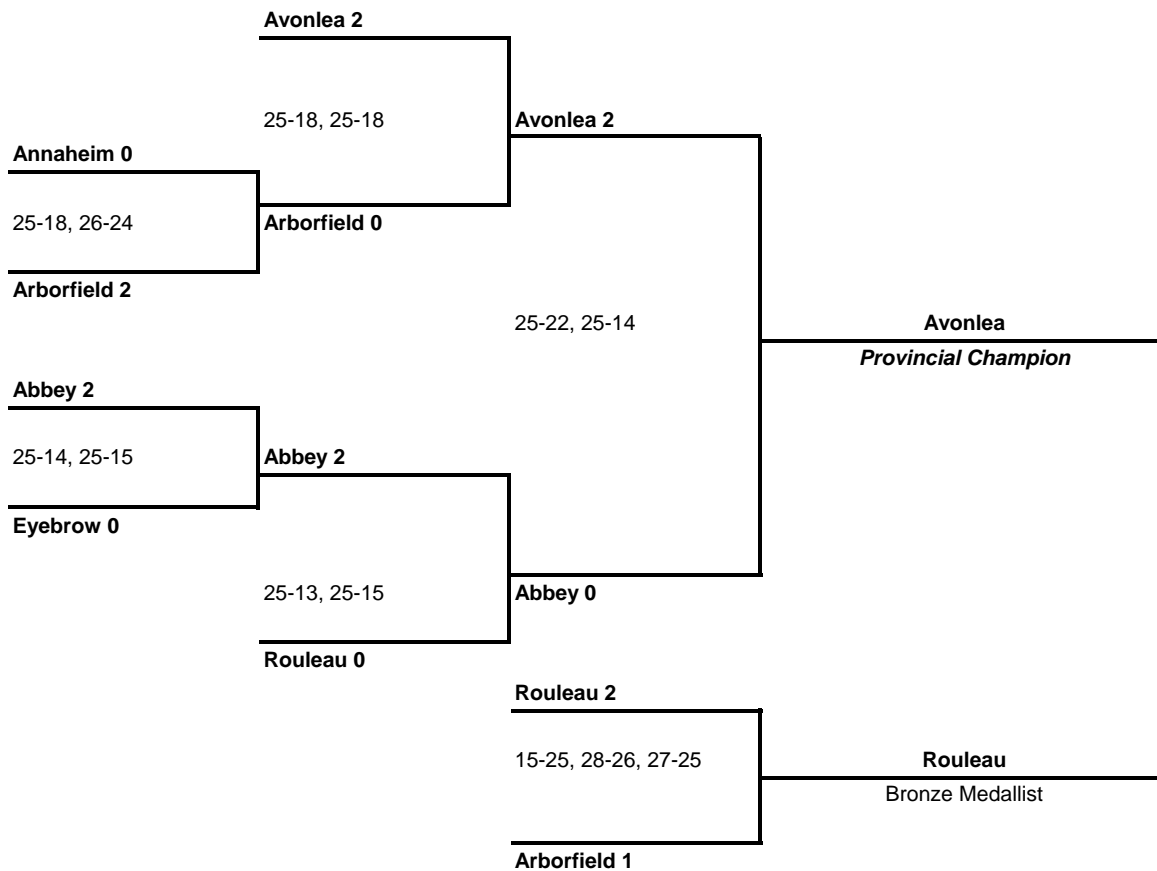 Avonlea 2
25-18, 25-18
Avonlea 2
Annaheim 0
25-18, 26-24
Arborfield 0
Arborfield 2
25-22, 25-14
Avonlea
Provincial Champion
Abbey 2
25-14, 25-15
Abbey 2
Eyebrow 0
25-13, 25-15
Abbey 0
Rouleau 0
Rouleau 2
15-25, 28-26, 27-25
Rouleau
Bronze Medallist
Arborfield 1